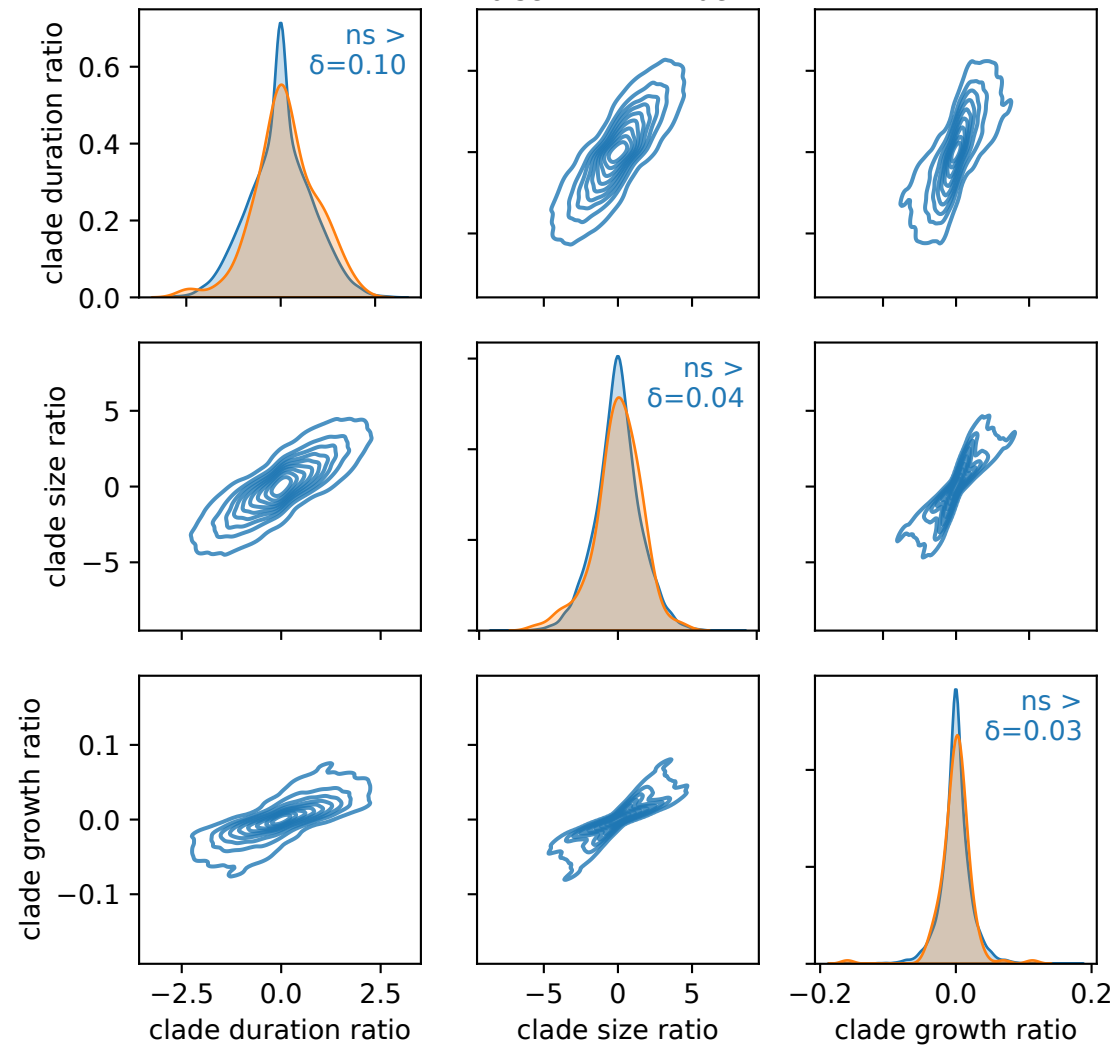 clade duration ratio
0.6
0.4
0.2
0.0
ns >
δ=0.10
clade size ratio
5
0
−5
ns >
δ=0.04
clade growth ratio
0.1
0.0
−0.1
ns >
δ=0.03
−2.5 0.0 2.5
−5 0 5
−0.2 0.0 0.2
clade duration ratio
clade size ratio
clade growth ratio